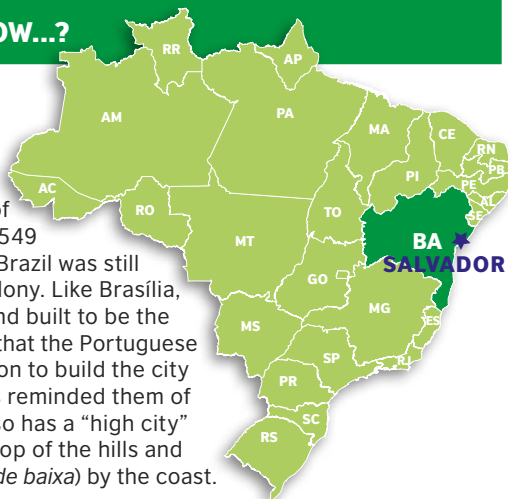 OW...?
RR
AP
AM
PA
MA
CE
RN
PB
PI
PE
AL
SE
AC
RO
TO
BA
SALVADOR
MT
GO
MG
ES
MS
SP
RJ
PR
SC
RS
of
549
Brazil was still
lony. Like Brasília,
nd built to be the
that the Portuguese
on to build the city
s reminded them of
so has a “high city”
op of the hills and
de baixa) by the coast.